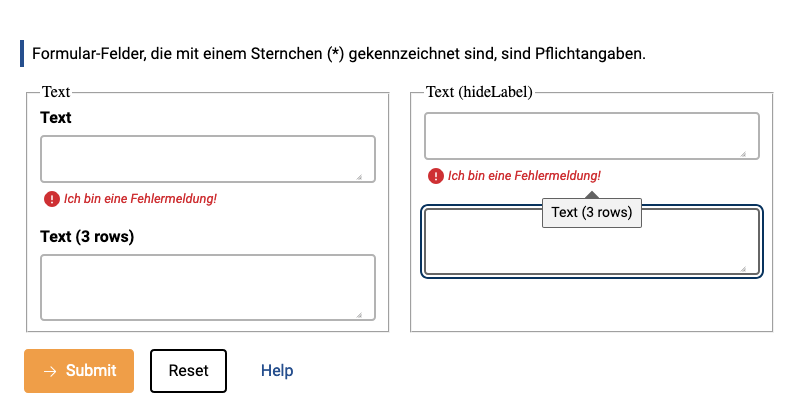 Formular-Felder, die mit einem Sternchen (*) gekennzeichnet sind, sind Pflichtangaben.
Text
Text
Ich bin eine Fehlermeldung!
Text (3 rows)
Text (hideLabel)
Ich bin eine Fehlermeldung!
Text (3 rows)
→ Submit
Reset
Help